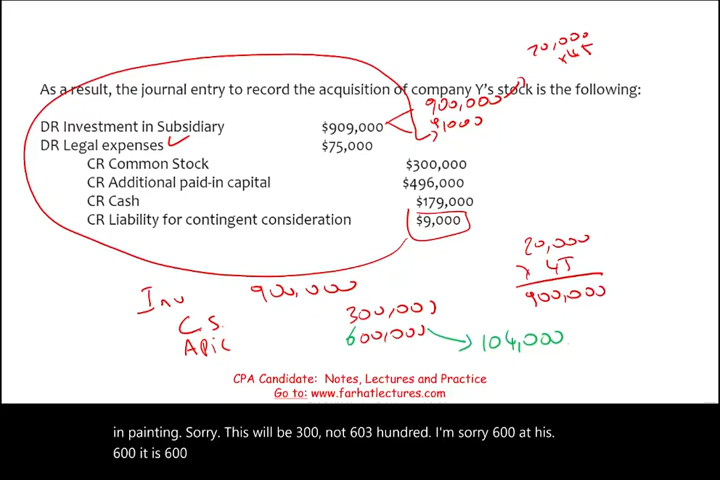 20,000
x 45
As a result, the journal entry to record the acquisition of company Y's stock is the following:
900,000
DR Investment in Subsidiary $909,000
9,000
DR Legal expenses $75,000
CR Common Stock $300,000
CR Additional paid-in capital $496,000
CR Cash $179,000
CR Liability for contingent consideration $9,000
20,000
x 45
900,000
Inv 900,000
C S. 300,000
APIC 600,000 104,000
CPA Candidate: Notes, Lectures and Practice
Go to: www.farhatlectures.com
in painting. Sorry. This will be 300, not 603 hundred. I'm sorry 600 at his.
600 it is 600